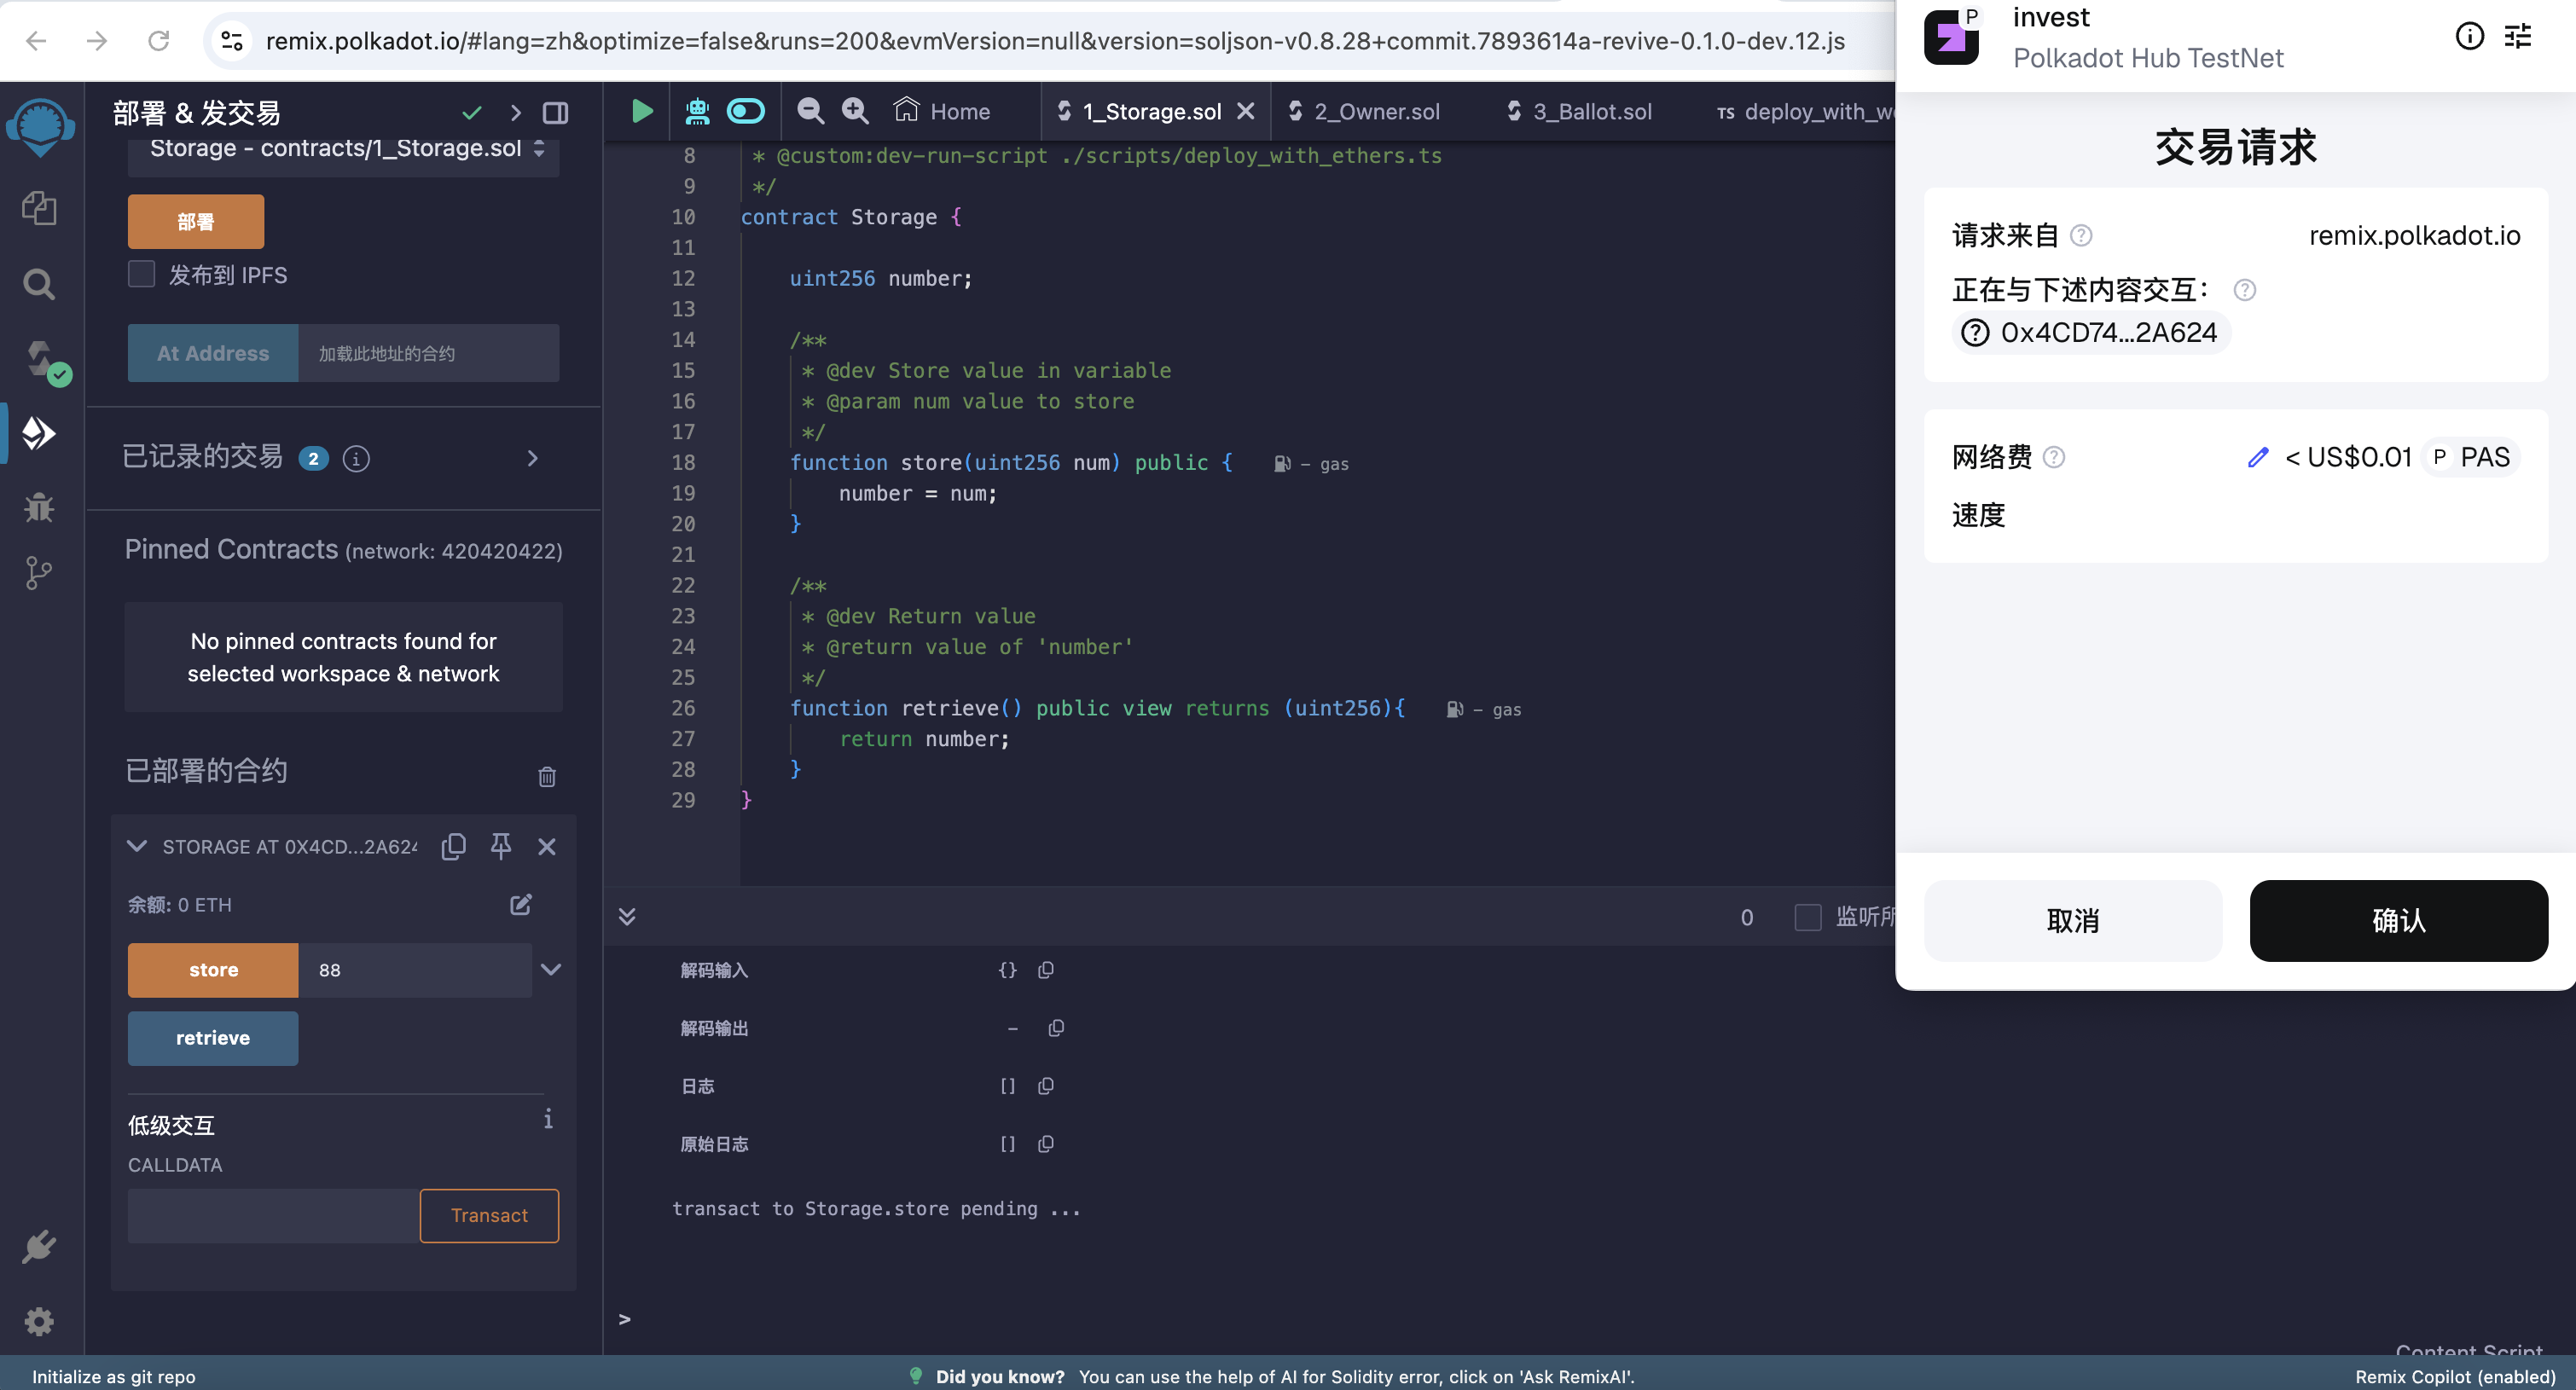 remix.polkadot.io/#lang=zh&optimize=false&runs=200&evmVersion=null&version=soljson-v0.8.28+commit.7893614a-revive-0.1.0-dev.12.js
部署 & 发交易
Storage - contracts/1_Storage.sol
部署
发布到 IPFS
At Address 加载此地址的合约
已记录的交易 2
Pinned Contracts (network: 420420422)
No pinned contracts found for
selected workspace & network
已部署的合约
STORAGE AT 0X4CD...2A624
余额: 0 ETH
store 88
retrieve
低级交互
CALLDATA
Transact
Home 1_Storage.sol 2_Owner.sol 3_Ballot.sol TS deploy_with_w
8 * @custom:dev-run-script ./scripts/deploy_with_ethers.ts
9 */
10 contract Storage {
11
12 uint256 number;
13
14 /**
15 * @dev Store value in variable
16 * @param num value to store
17 */
18 function store(uint256 num) public { - gas
19 number = num;
20 }
21
22 /**
23 * @dev Return value
24 * @return value of 'number'
25 */
26 function retrieve() public view returns (uint256){ - gas
27 return number;
28 }
29 }
0 监听所
解码输入 {}
解码输出 -
日志 []
原始日志 []
transact to Storage.store pending ...
>
P invest
Polkadot Hub TestNet
交易请求
请求来自 remix.polkadot.io
正在与下述内容交互：
0x4CD74...2A624
网络费 < US$0.01 P PAS
速度
取消 确认
Content Script
Initialize as git repo
Did you know? You can use the help of AI for Solidity error, click on 'Ask RemixAI'.
Remix Copilot (enabled)